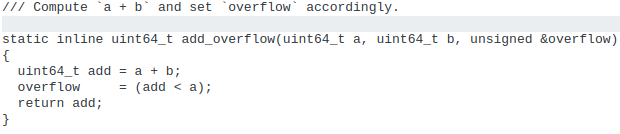 /// Compute `a + b` and set `overflow` accordingly.
static inline uint64_t add_overflow(uint64_t a, uint64_t b, unsigned &overflow)
{
  uint64_t add = a + b;
  overflow     = (add < a);
  return add;
}